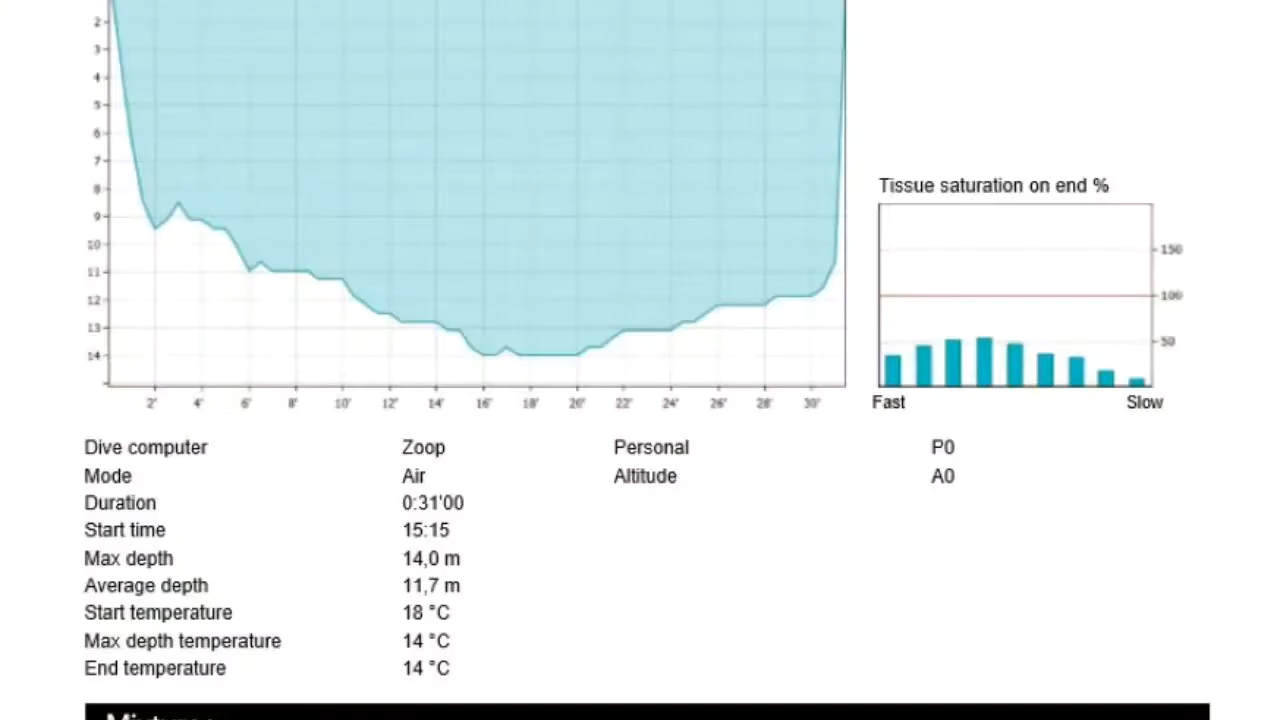 2
3
4
5
6
7
8
9
10
11
12
13
14
2' 4' 6' 8' 10' 12' 14' 16' 18' 20' 22' 24' 26' 28' 30'
Tissue saturation on end %
150
100
50
Fast Slow
Dive computer Zoop Personal P0
Mode Air Altitude A0
Duration 0:31'00
Start time 15:15
Max depth 14,0 m
Average depth 11,7 m
Start temperature 18 °C
Max depth temperature 14 °C
End temperature 14 °C